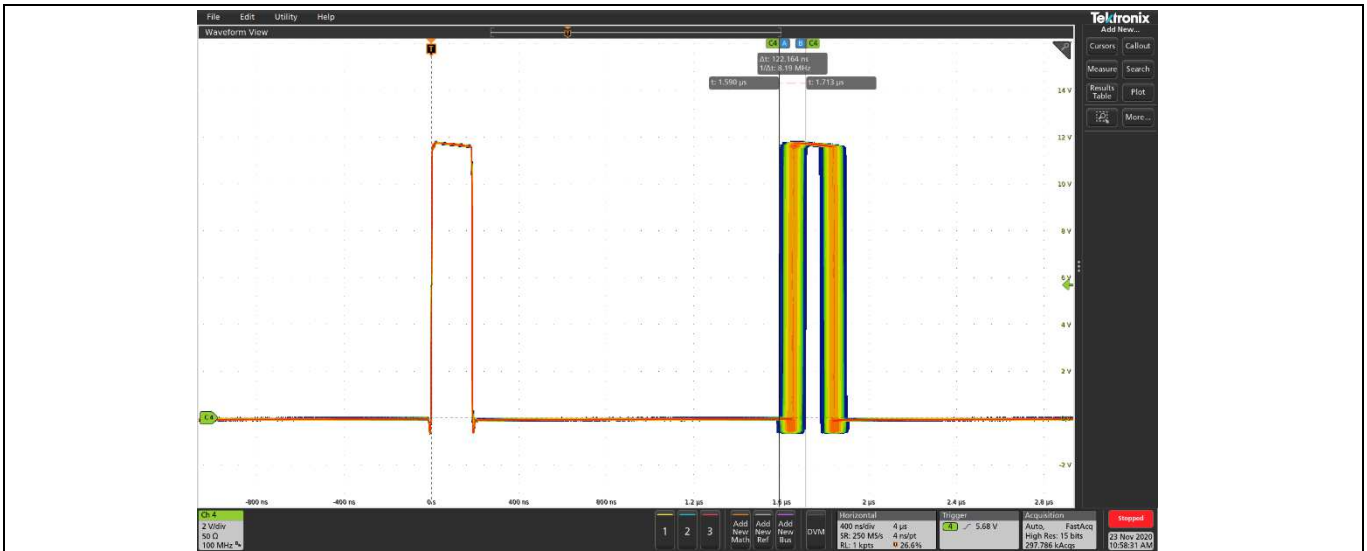 File Edit Utility Help
Tektronix
Waveform View
Add New...
Cursors Callout
Measure Search
Results Table Plot
More...
T
C4 A B C4
Δt: 122.164 ns
1/Δt: 8.19 MHz
t: 1.590 µs t: 1.713 µs
14 V
12 V
10 V
8 V
6 V
4 V
2 V
C4
-2 V
-800 ns -400 ns 0 s 400 ns 800 ns 1.2 µs 1.6 µs 2 µs 2.4 µs 2.8 µs
Ch 4
2 V/div
50 Ω
100 MHz
1 2 3
Add New Math
Add New Ref
Add New Bus
DVM
Horizontal
400 ns/div 4 µs
SR: 250 MS/s 4 ns/pt
RL: 1 kpts 26.6%
Trigger
4 5.68 V
Acquisition
Auto, FastAcq
High Res: 15 bits
297.786 kAcqs
Stopped
23 Nov 2020
10:58:31 AM